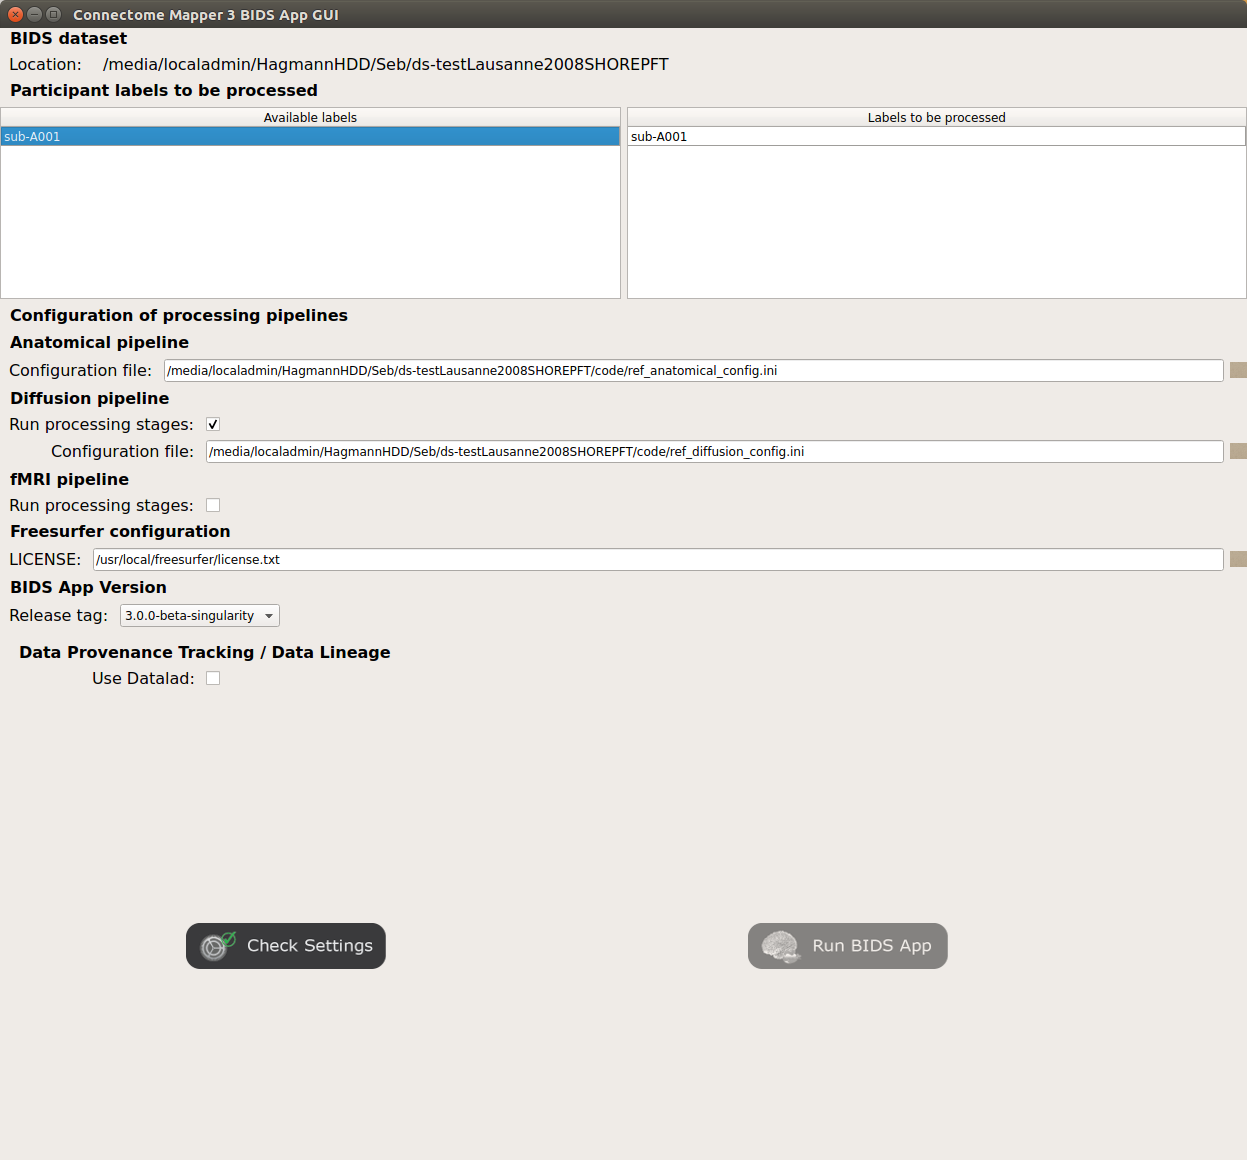 Connectome Mapper 3 BIDS App GUI
BIDS dataset
Location: /media/localadmin/HagmannHDD/Seb/ds-testLausanne2008SHOREPFT
Participant labels to be processed
Available labels
Labels to be processed
sub-A001
sub-A001
Configuration of processing pipelines
Anatomical pipeline
Configuration file: /media/localadmin/HagmannHDD/Seb/ds-testLausanne2008SHOREPFT/code/ref_anatomical_config.ini
Diffusion pipeline
Run processing stages:
Configuration file: /media/localadmin/HagmannHDD/Seb/ds-testLausanne2008SHOREPFT/code/ref_diffusion_config.ini
fMRI pipeline
Run processing stages:
Freesurfer configuration
LICENSE: /usr/local/freesurfer/license.txt
BIDS App Version
Release tag: 3.0.0-beta-singularity
Data Provenance Tracking / Data Lineage
Use Datalad:
Check Settings
Run BIDS App